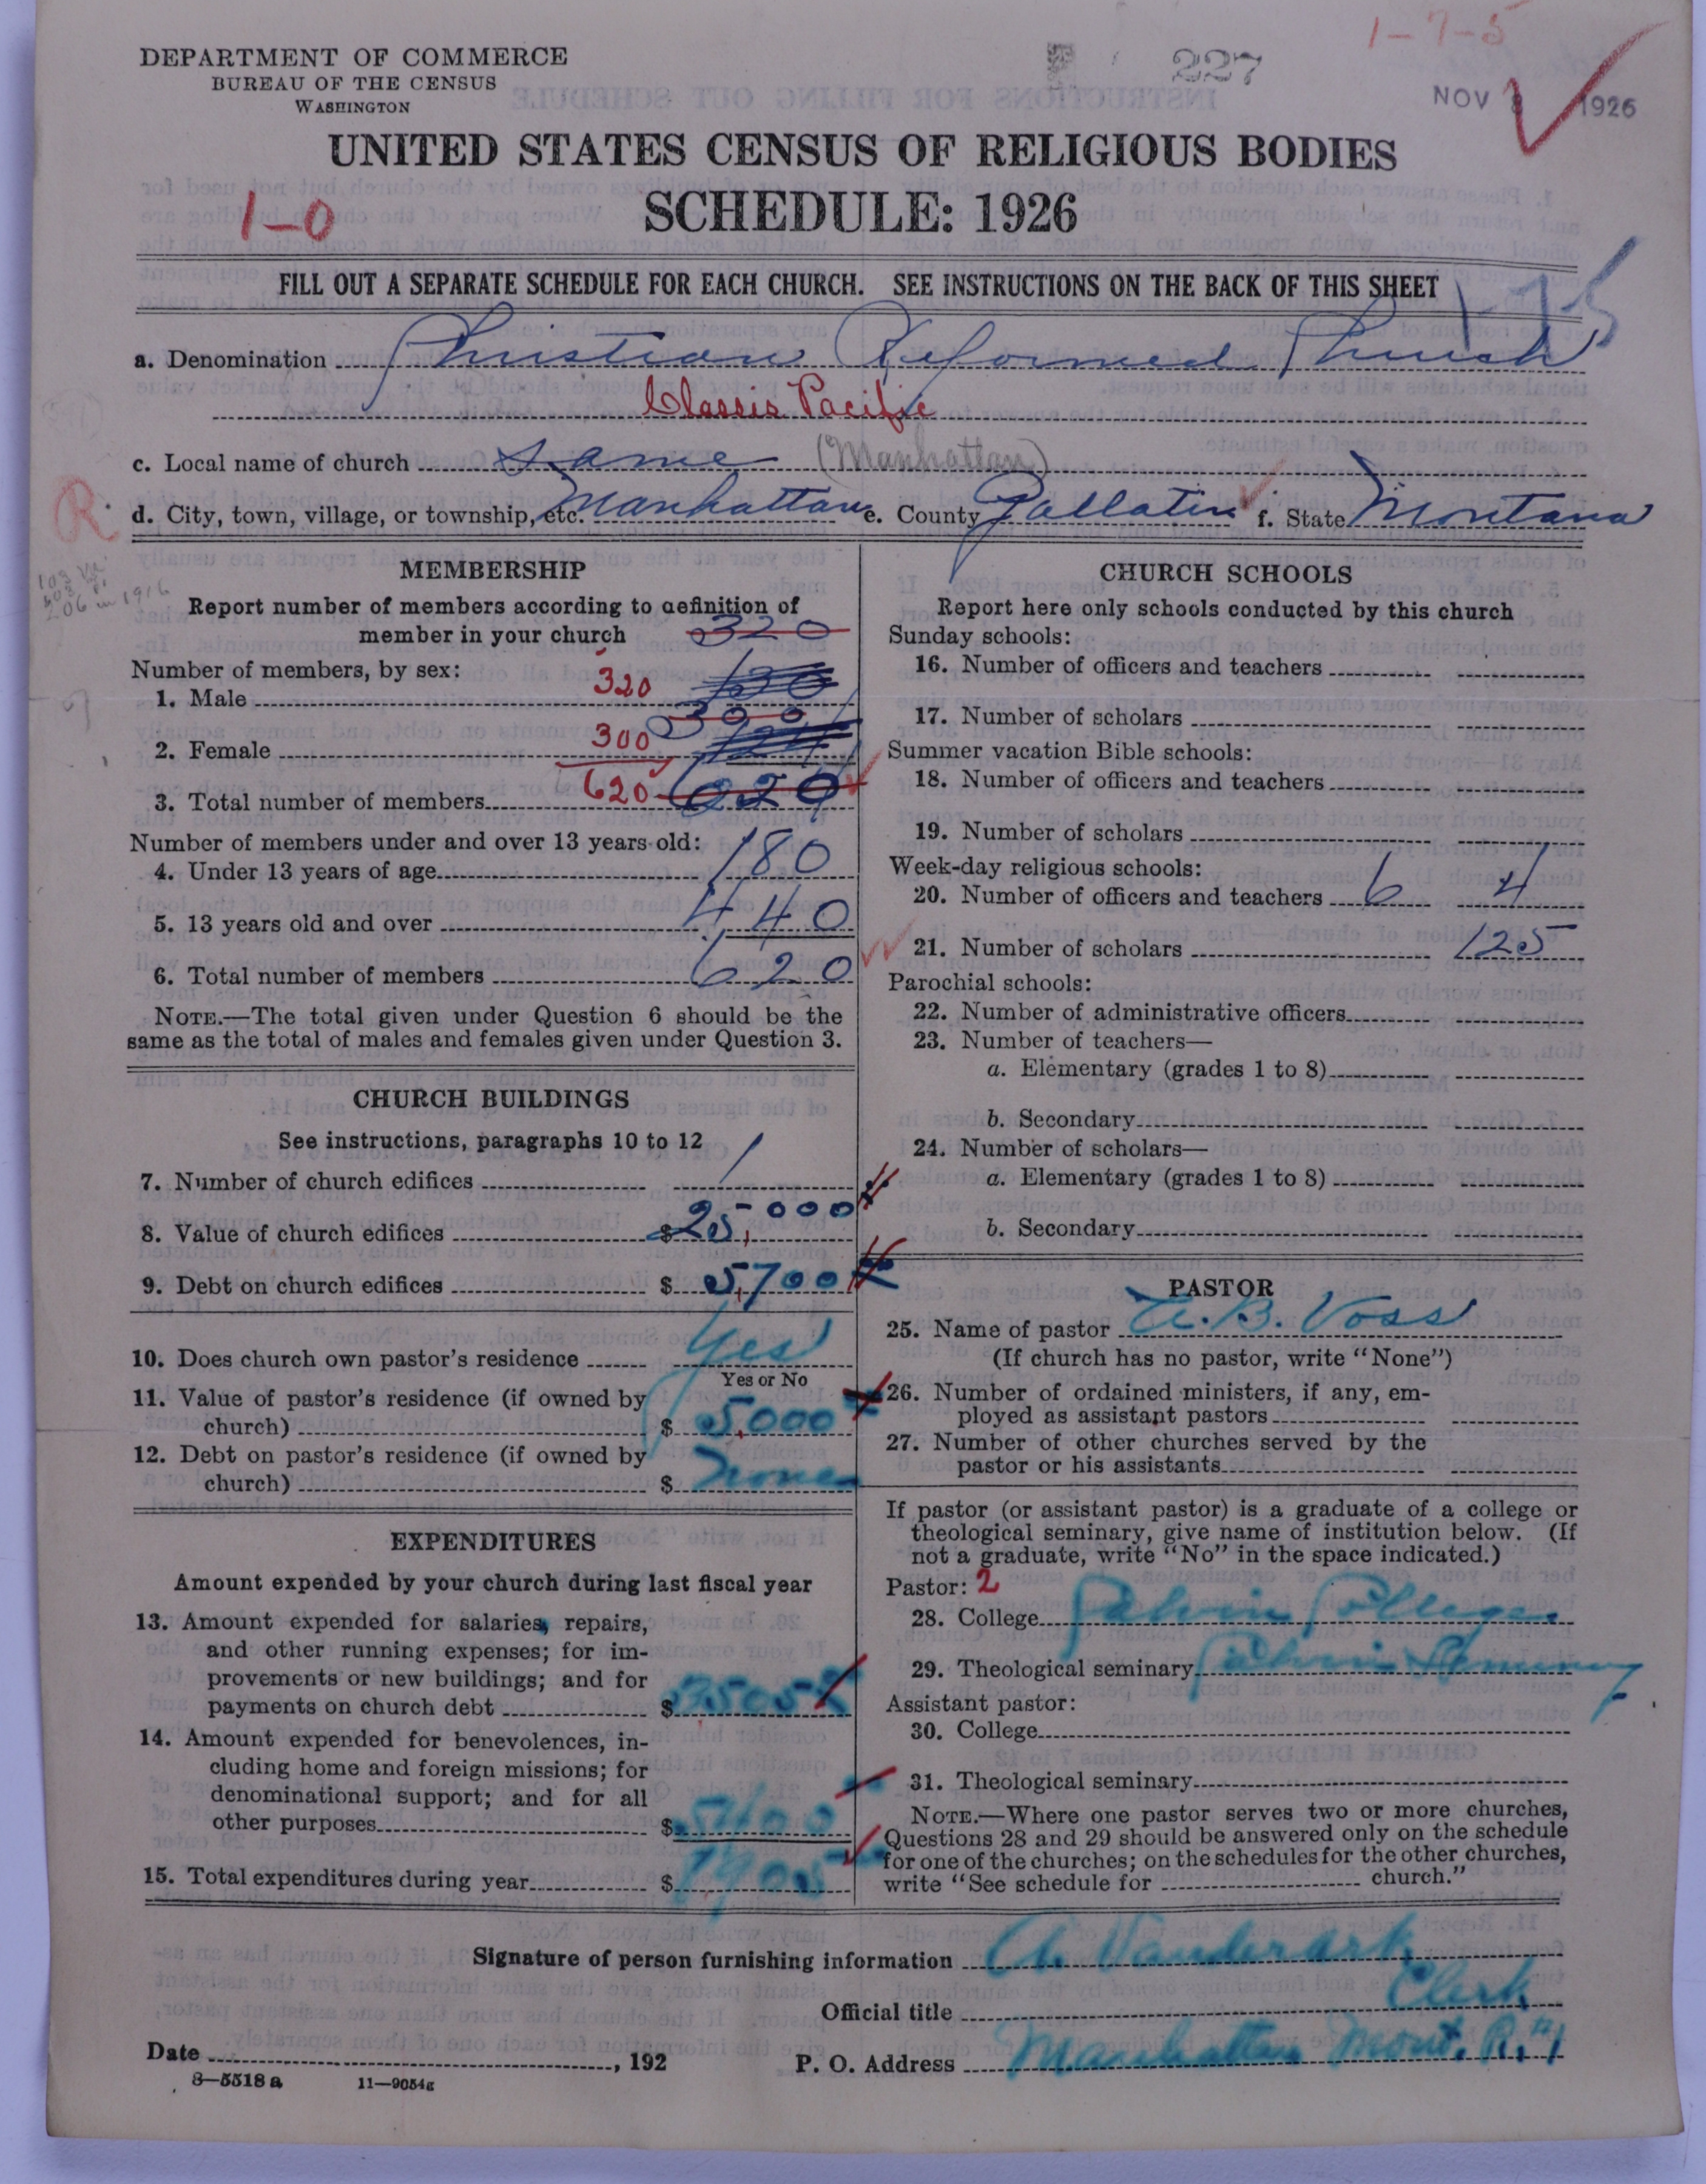 DEPARTMENT OF COMMERCE
BUREAU OF THE CENSUS
WASHINGTON
227
1-7-5
NOV 1926
UNITED STATES CENSUS OF RELIGIOUS BODIES
SCHEDULE: 1926
1-0
FILL OUT A SEPARATE SCHEDULE FOR EACH CHURCH. SEE INSTRUCTIONS ON THE BACK OF THIS SHEET
1-7-5
a. Denomination Christian Reformed Church
Classis Pacific
c. Local name of church Same (Manhattan)
R
d. City, town, village, or township, etc. Manhattan e. County Gallatin f. State Montana
206 in 1916
MEMBERSHIP
Report number of members according to definition of
member in your church 320
Number of members, by sex:
1. Male 320
300
2. Female 300
3. Total number of members 620 620
Number of members under and over 13 years old:
4. Under 13 years of age 180
5. 13 years old and over 440
6. Total number of members 620
NOTE.—The total given under Question 6 should be the
same as the total of males and females given under Question 3.
CHURCH BUILDINGS
See instructions, paragraphs 10 to 12
7. Number of church edifices 1
8. Value of church edifices $25,000
9. Debt on church edifices $5,700
10. Does church own pastor's residence Yes
Yes or No
11. Value of pastor's residence (if owned by
church) $5,000
12. Debt on pastor's residence (if owned by
church) $ None
EXPENDITURES
Amount expended by your church during last fiscal year
13. Amount expended for salaries, repairs,
and other running expenses; for im-
provements or new buildings; and for
payments on church debt $
14. Amount expended for benevolences, in-
cluding home and foreign missions; for
denominational support; and for all
other purposes $
15. Total expenditures during year $
CHURCH SCHOOLS
Report here only schools conducted by this church
Sunday schools:
16. Number of officers and teachers
17. Number of scholars
Summer vacation Bible schools:
18. Number of officers and teachers
19. Number of scholars
Week-day religious schools:
20. Number of officers and teachers 6 4
21. Number of scholars 125
Parochial schools:
22. Number of administrative officers
23. Number of teachers—
a. Elementary (grades 1 to 8)
b. Secondary
24. Number of scholars—
a. Elementary (grades 1 to 8)
b. Secondary
PASTOR
25. Name of pastor A. B. Voss
(If church has no pastor, write "None")
26. Number of ordained ministers, if any, em-
ployed as assistant pastors
27. Number of other churches served by the
pastor or his assistants
If pastor (or assistant pastor) is a graduate of a college or
theological seminary, give name of institution below. (If
not a graduate, write "No" in the space indicated.)
Pastor: 2
28. College Calvin College
29. Theological seminary Calvin Seminary
Assistant pastor:
30. College
31. Theological seminary
NOTE.—Where one pastor serves two or more churches,
Questions 28 and 29 should be answered only on the schedule
for one of the churches; on the schedules for the other churches,
write "See schedule for church."
Signature of person furnishing information A. Vander Ark
Official title Clerk
Date , 192 P. O. Address Manhattan Mont. R. #1
8—5518 a 11—9054g